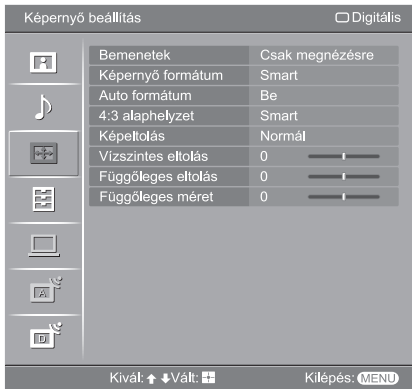 Képernyő beállítás Digitális
Bemenetek Csak megnézésre
Képernyő formátum Smart
Auto formátum Be
4:3 alaphelyzet Smart
Képeltolás Normál
Vízszintes eltolás 0
Függőleges eltolás 0
Függőleges méret 0
A
D
Kivál: Vált: Kilépés: MENU